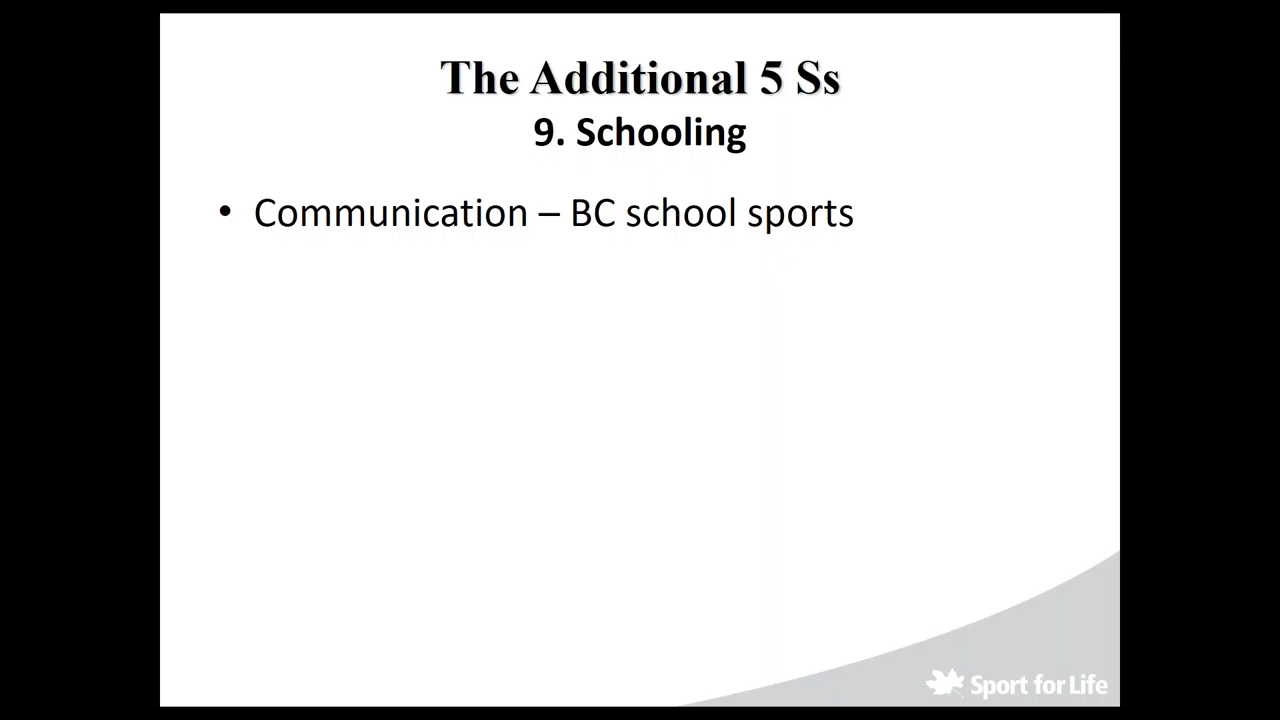 The Additional 5 Ss
9. Schooling
• Communication – BC school sports
Sport for Life